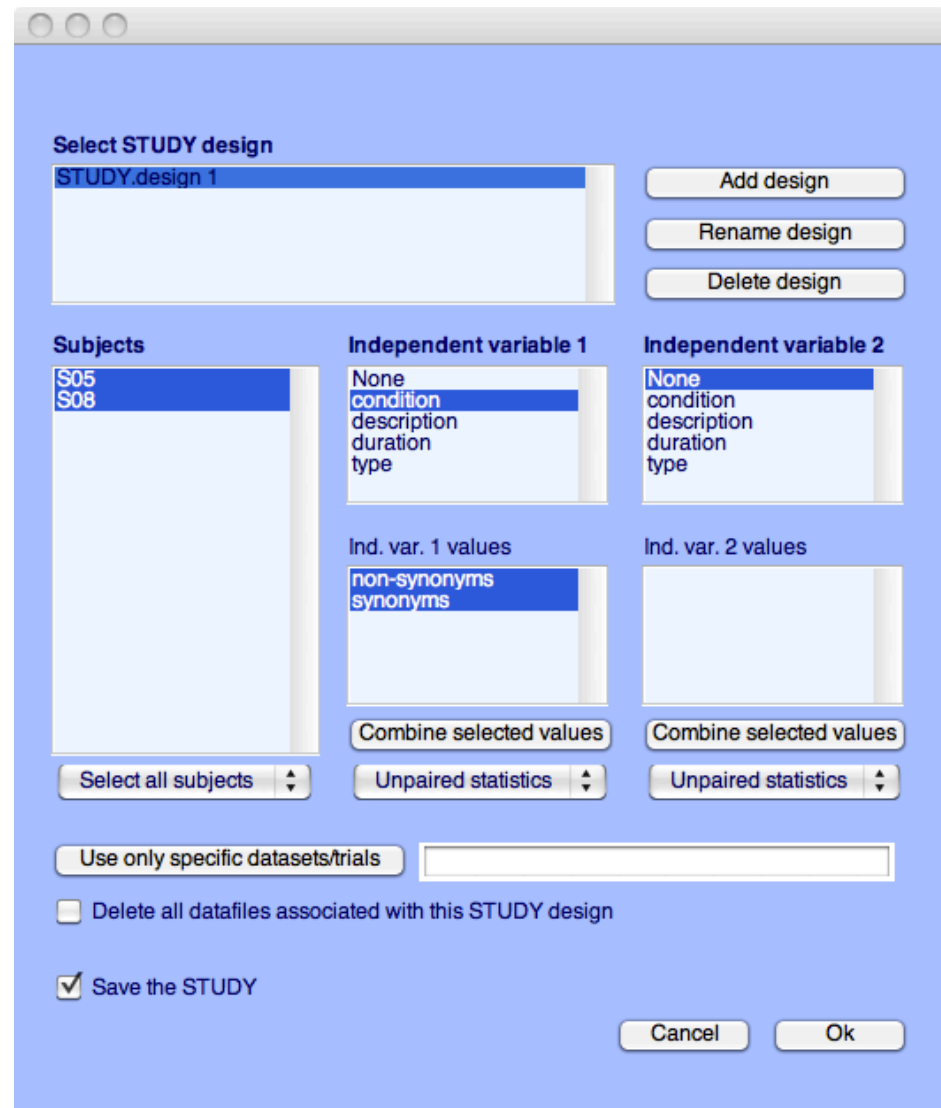 Select STUDY design
STUDY.design 1
Add design
Rename design
Delete design
Subjects
Independent variable 1
Independent variable 2
S05
S08
None
condition
description
duration
type
None
condition
description
duration
type
Ind. var. 1 values
Ind. var. 2 values
non-synonyms
synonyms
Combine selected values
Combine selected values
Select all subjects
Unpaired statistics
Unpaired statistics
Use only specific datasets/trials
Delete all datafiles associated with this STUDY design
Save the STUDY
Cancel
Ok